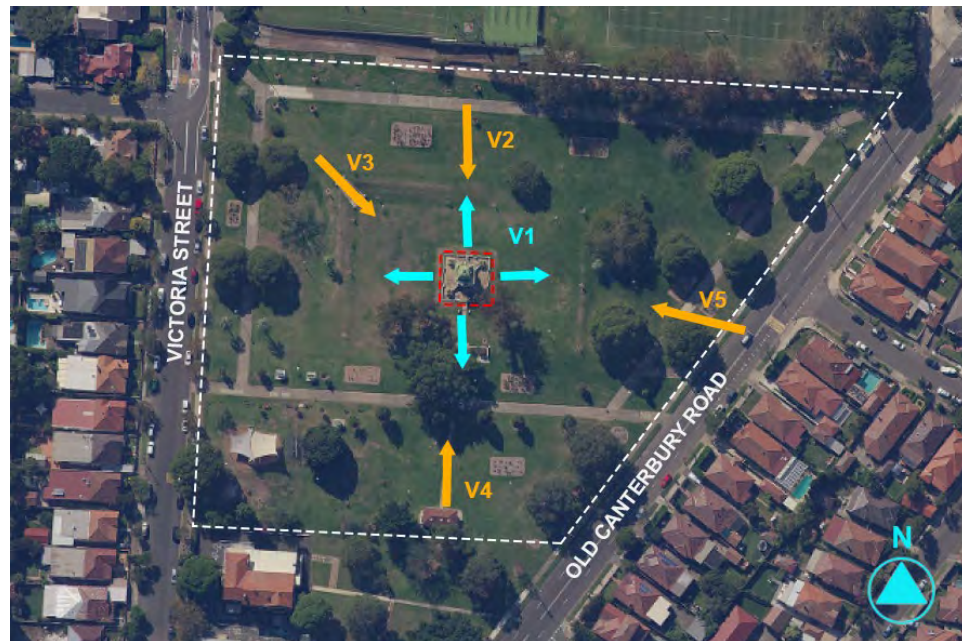 V2
V3
V1
VICTORIA STREET
V5
V4
OLD CANTERBURY ROAD
N